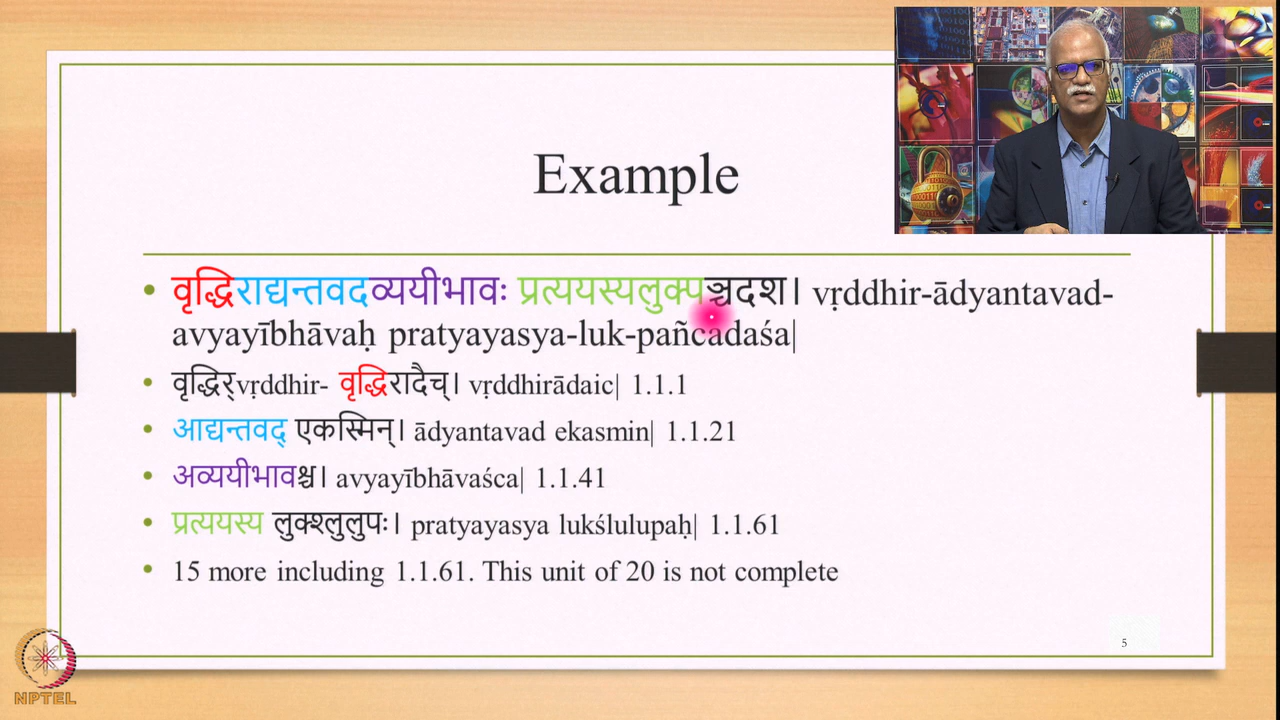 Example
• वृद्धिराद्यन्तवदव्ययीभावः प्रत्ययस्यलुक्पञ्चदश। vṛddhir-ādyantavad-
avyayībhāvaḥ pratyayasya-luk-pañcadaśa|
• वृद्धिर्vṛddhir- वृद्धिरादैच्। vṛddhirādaic| 1.1.1
• आद्यन्तवद् एकस्मिन्। ādyantavad ekasmin| 1.1.21
• अव्ययीभावश्च। avyayībhāvaśca| 1.1.41
• प्रत्ययस्य लुक्श्लुलुपः। pratyayasya lukślulupaḥ| 1.1.61
• 15 more including 1.1.61. This unit of 20 is not complete
5
NPTEL